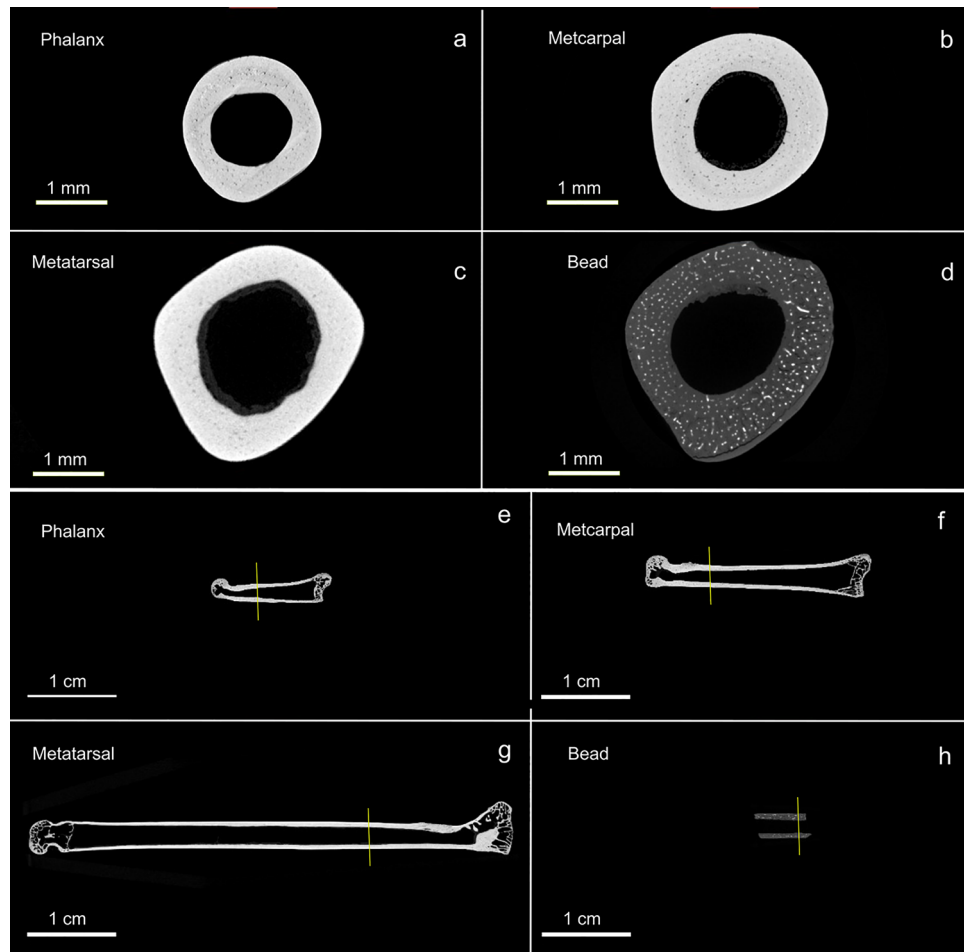 Phalanx
a
1 mm
Metcarpal
b
1 mm
Metatarsal
c
1 mm
Bead
d
1 mm
Phalanx
e
1 cm
Metcarpal
f
1 cm
Metatarsal
g
1 cm
Bead
h
1 cm